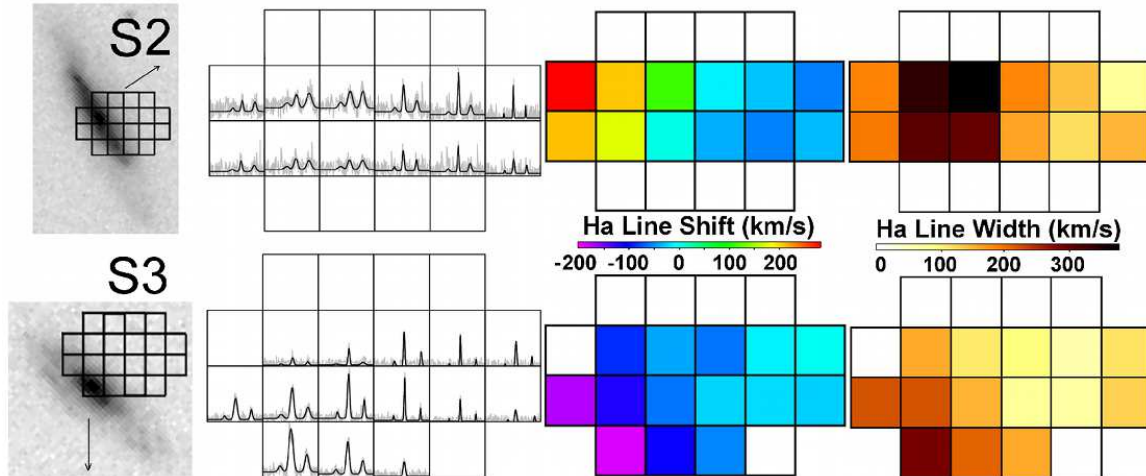 S2
Ha Line Shift (km/s)
-200 -100 0 100 200
Ha Line Width (km/s)
0 100 200 300
S3